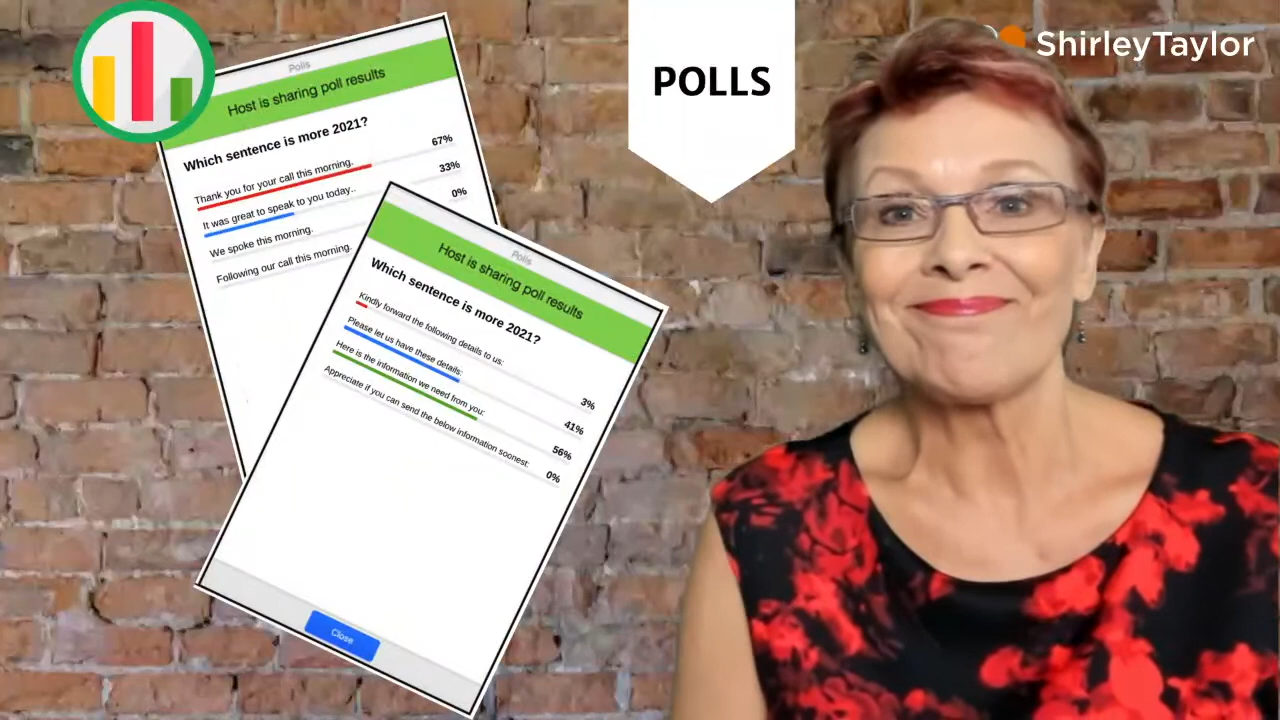 ShirleyTaylor
POLLS
Polls
Host is sharing poll results
Which sentence is more 2021?
Thank you for your call this morning.
67%
It was great to speak to you today..
33%
We spoke this morning.
0%
Following our call this morning.
Polls
Host is sharing poll results
Which sentence is more 2021?
Kindly forward the following details to us:
3%
Please let us have these details:
41%
Here is the information we need from you:
56%
Appreciate if you can send the below information soonest:
0%
Close